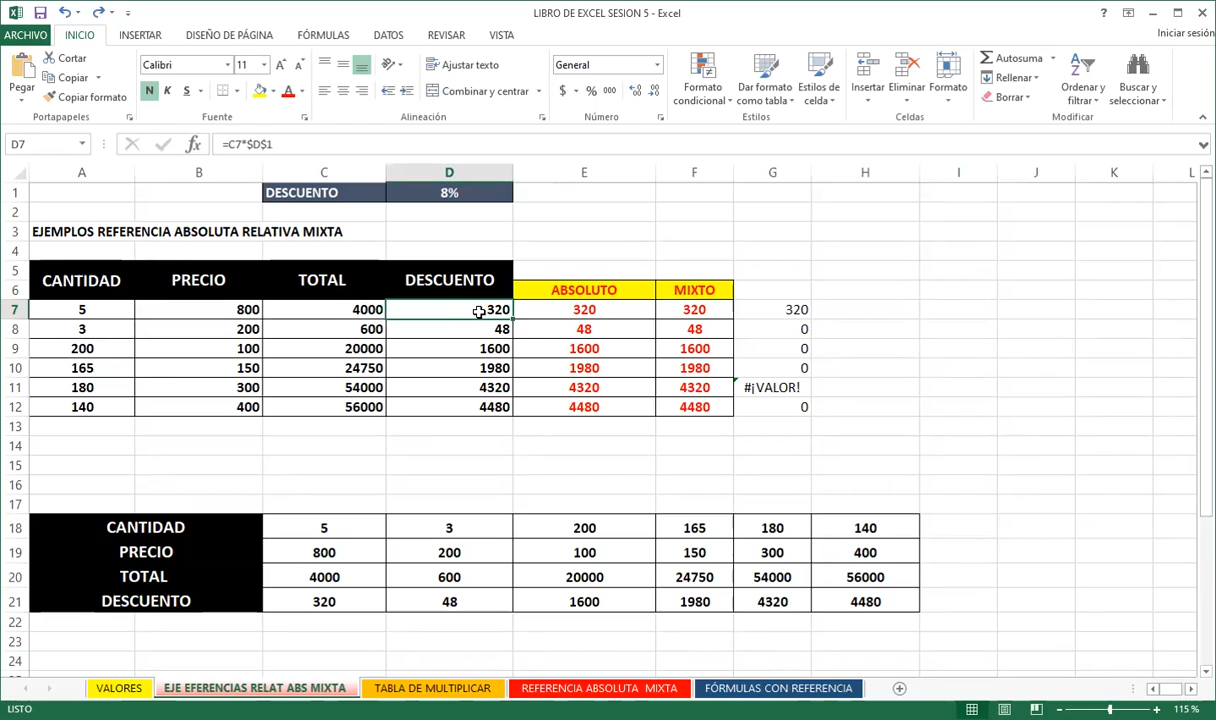 LIBRO DE EXCEL SESION 5 - Excel
Iniciar sesión
ARCHIVO INICIO INSERTAR DISEÑO DE PÁGINA FÓRMULAS DATOS REVISAR VISTA
Pegar
Cortar
Copiar
Copiar formato
Portapapeles
Calibri 11
N K S
Fuente
Ajustar texto
Combinar y centrar
Alineación
General
$ % 000
Número
Formato condicional
Dar formato como tabla
Estilos de celda
Estilos
Insertar Eliminar Formato
Celdas
Autosuma
Rellenar
Borrar
Ordenar y filtrar
Buscar y seleccionar
Modificar
D7 fx =C7*$D$1
A B C D E F G H I J K L
1 DESCUENTO 8%
2
3 EJEMPLOS REFERENCIA ABSOLUTA RELATIVA MIXTA
4
5 CANTIDAD PRECIO TOTAL DESCUENTO
6 ABSOLUTO MIXTO
7 5 800 4000 320 320 320 320
8 3 200 600 48 48 48 0
9 200 100 20000 1600 1600 1600 0
10 165 150 24750 1980 1980 1980 0
11 180 300 54000 4320 4320 4320 #¡VALOR!
12 140 400 56000 4480 4480 4480 0
13
14
15
16
17
18 CANTIDAD 5 3 200 165 180 140
19 PRECIO 800 200 100 150 300 400
20 TOTAL 4000 600 20000 24750 54000 56000
21 DESCUENTO 320 48 1600 1980 4320 4480
22
23
24
VALORES EJE EFERENCIAS RELAT ABS MIXTA TABLA DE MULTIPLICAR REFERENCIA ABSOLUTA MIXTA FÓRMULAS CON REFERENCIA
LISTO 115 %